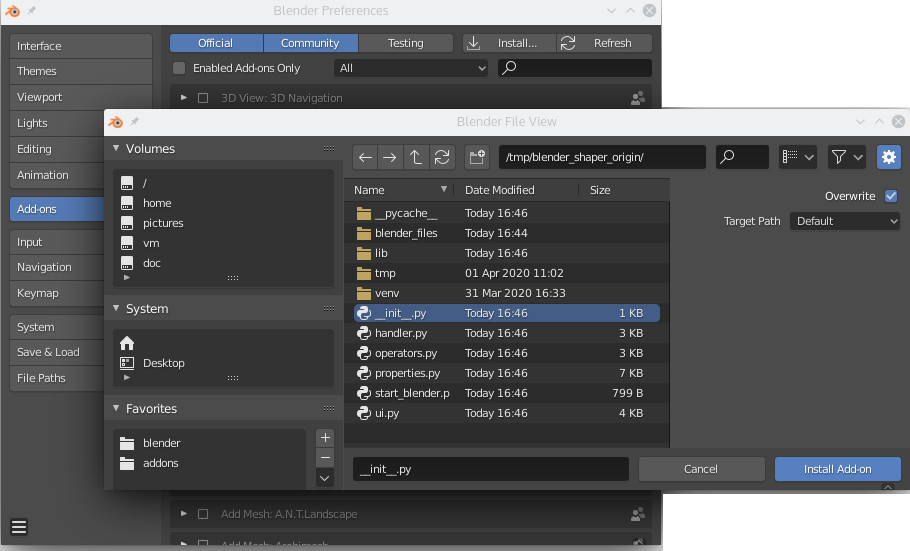 Blender Preferences
Interface
Themes
Viewport
Lights
Editing
Animation
Add-ons
Input
Navigation
Keymap
System
Save & Load
File Paths
Official Community Testing Install... Refresh
Enabled Add-ons Only All
3D View: 3D Navigation
Blender File View
Volumes
/
home
pictures
vm
doc
System
Desktop
Favorites
blender
addons
/tmp/blender_shaper_origin/
Name Date Modified Size
__pycache__ Today 16:46
blender_files Today 16:44
lib Today 16:46
tmp 01 Apr 2020 11:02
venv 31 Mar 2020 16:33
__init__.py Today 16:46 1 KB
handler.py Today 16:46 3 KB
operators.py Today 16:46 3 KB
properties.py Today 16:46 7 KB
start_blender.p Today 16:46 799 B
ui.py Today 16:46 4 KB
Overwrite
Target Path Default
__init__.py Cancel Install Add-on
Add Mesh: A.N.T.Landscape
Add Mesh: Archimesh